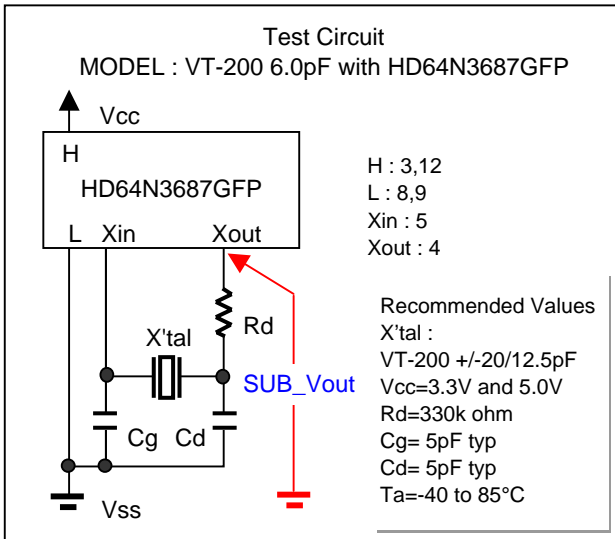 Test Circuit
MODEL : VT-200 6.0pF with HD64N3687GFP
Vcc
H
HD64N3687GFP
L Xin Xout
H : 3,12
L : 8,9
Xin : 5
Xout : 4
X'tal
Rd
SUB_Vout
Cg Cd
Vss
Recommended Values
X'tal :
VT-200 +/-20/12.5pF
Vcc=3.3V and 5.0V
Rd=330k ohm
Cg= 5pF typ
Cd= 5pF typ
Ta=-40 to 85°C